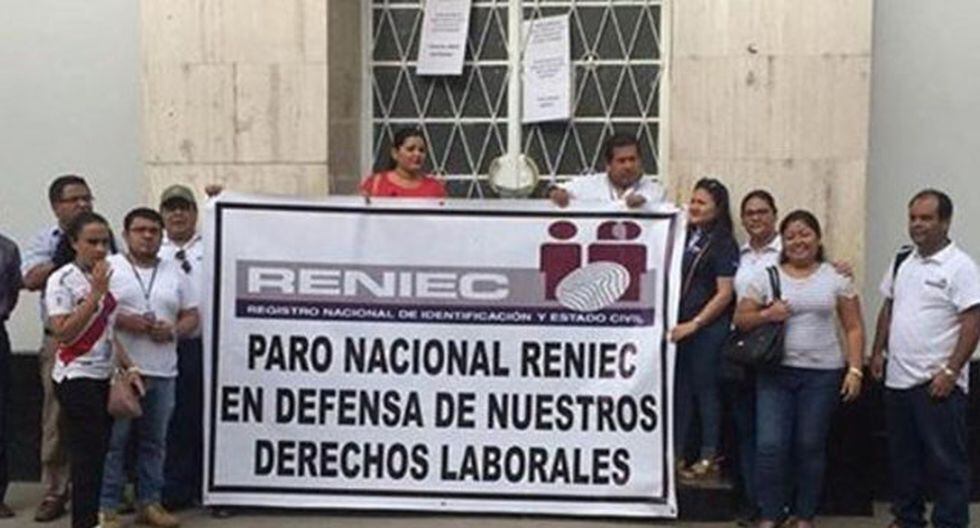 RENIEC
REGISTRO NACIONAL DE IDENTIFICACIÓN Y ESTADO CIVIL
PARO NACIONAL RENIEC
EN DEFENSA DE NUESTROS
DERECHOS LABORALES